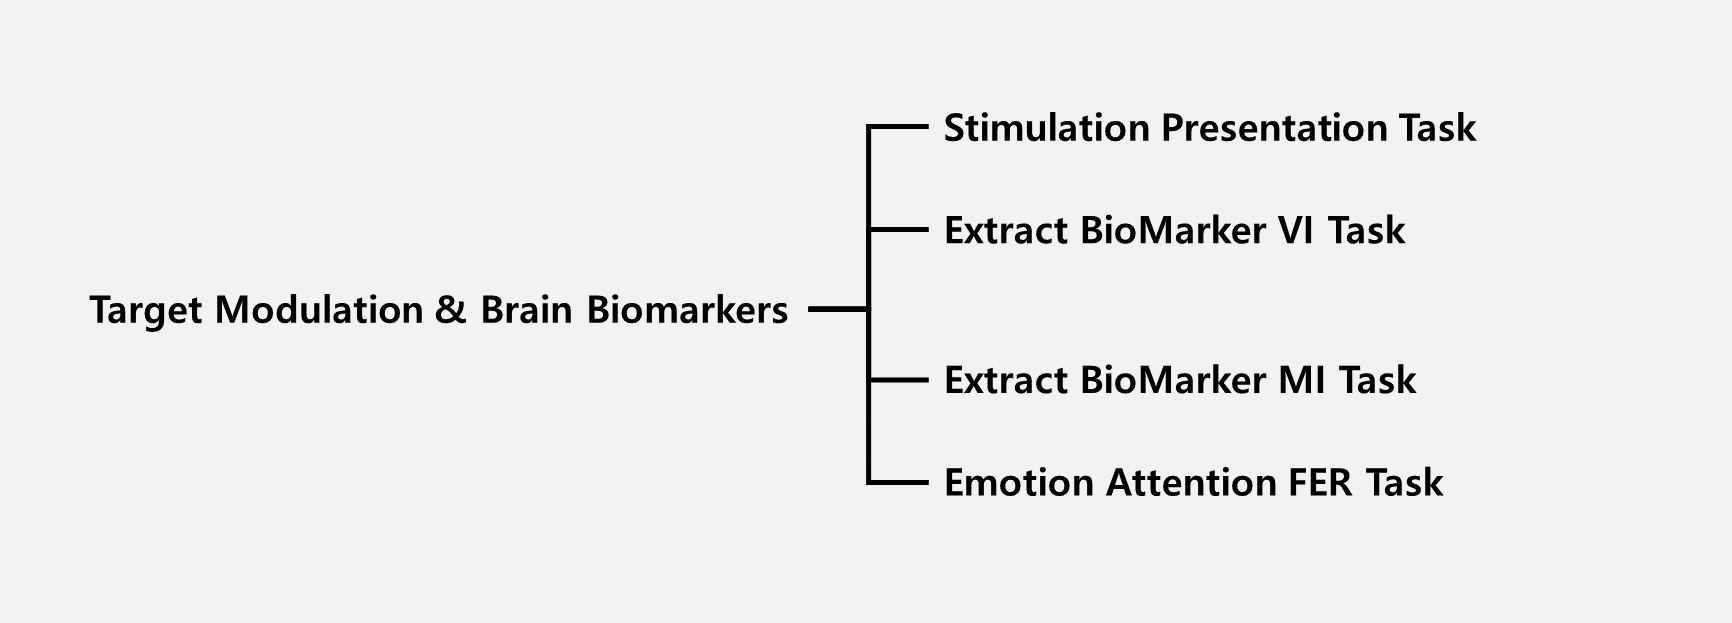 Stimulation Presentation Task
Extract BioMarker VI Task
Target Modulation & Brain Biomarkers
Extract BioMarker MI Task
Emotion Attention FER Task